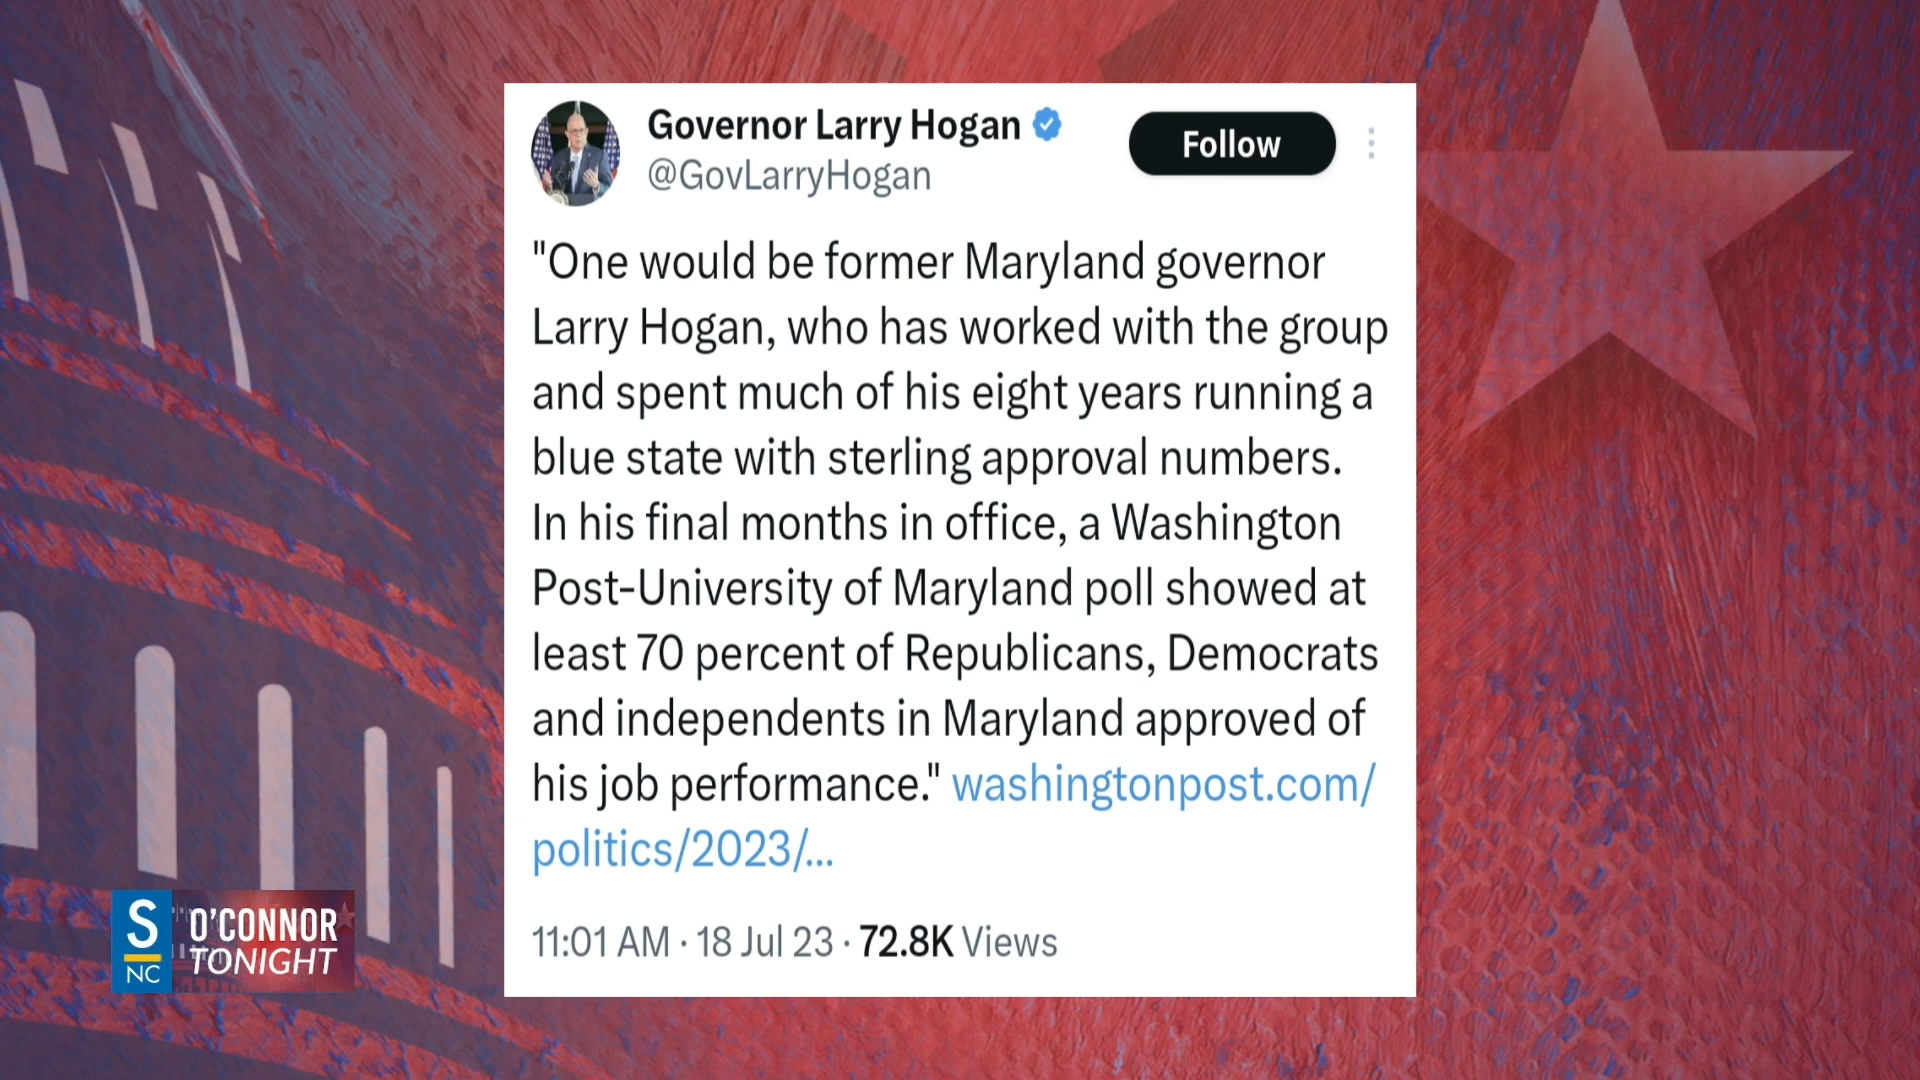 Governor Larry Hogan
@GovLarryHogan
Follow
"One would be former Maryland governor
Larry Hogan, who has worked with the group
and spent much of his eight years running a
blue state with sterling approval numbers.
In his final months in office, a Washington
Post-University of Maryland poll showed at
least 70 percent of Republicans, Democrats
and independents in Maryland approved of
his job performance." washingtonpost.com/
politics/2023/...
11:01 AM · 18 Jul 23 · 72.8K Views
S
NC
O'CONNOR
TONIGHT